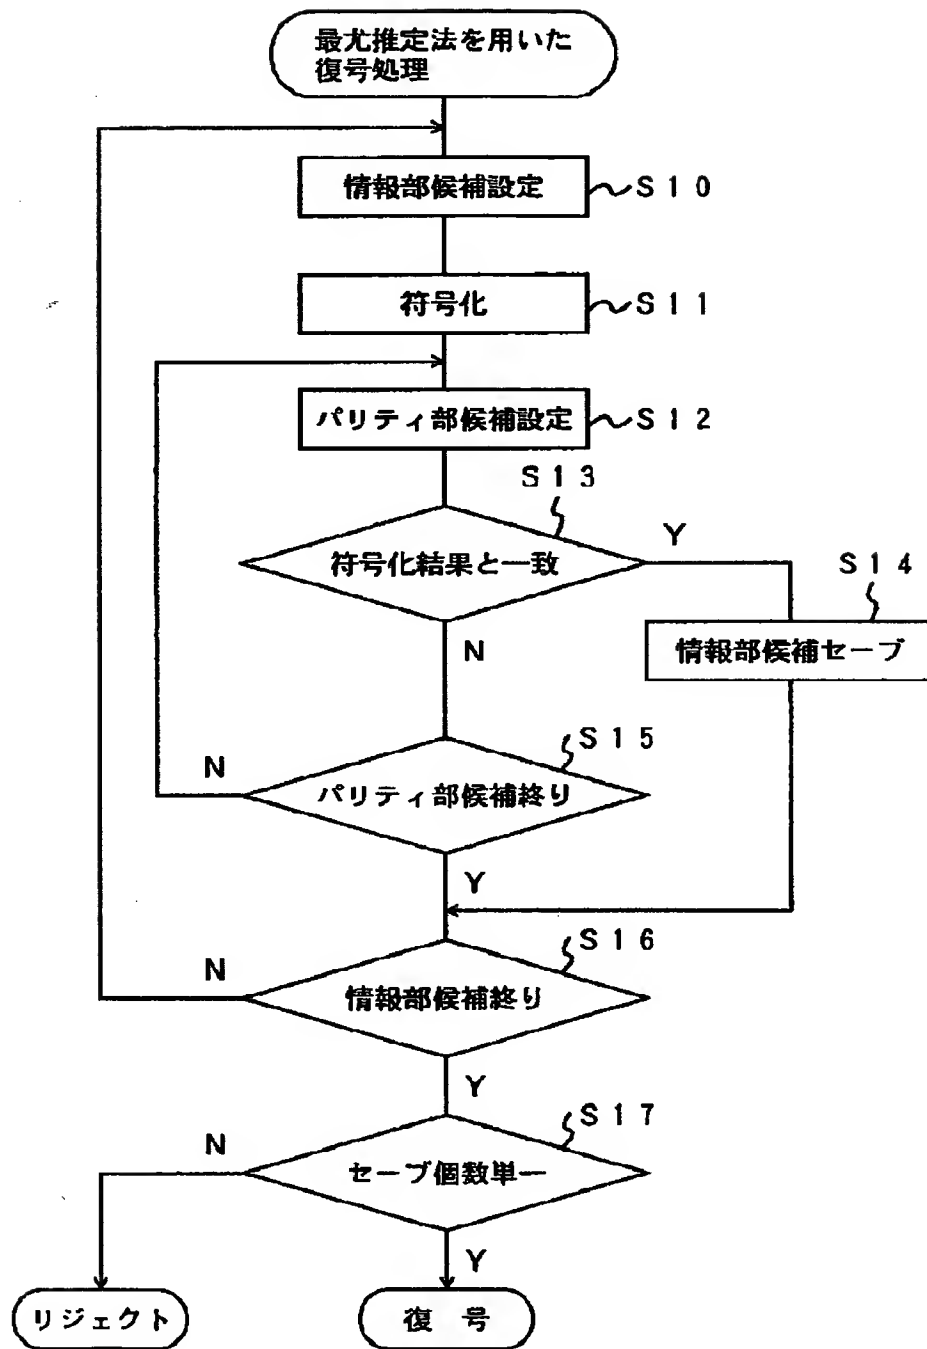 最尤推定法を用いた
復号処理
情報部候補設定
S10
符号化
S11
パリティ部候補設定
S12
S13
符号化結果と一致
Y
S14
N
情報部候補セーブ
S15
N
パリティ部候補終り
Y
S16
N
情報部候補終り
Y
S17
N
セーブ個数単一
Y
リジェクト
復 号